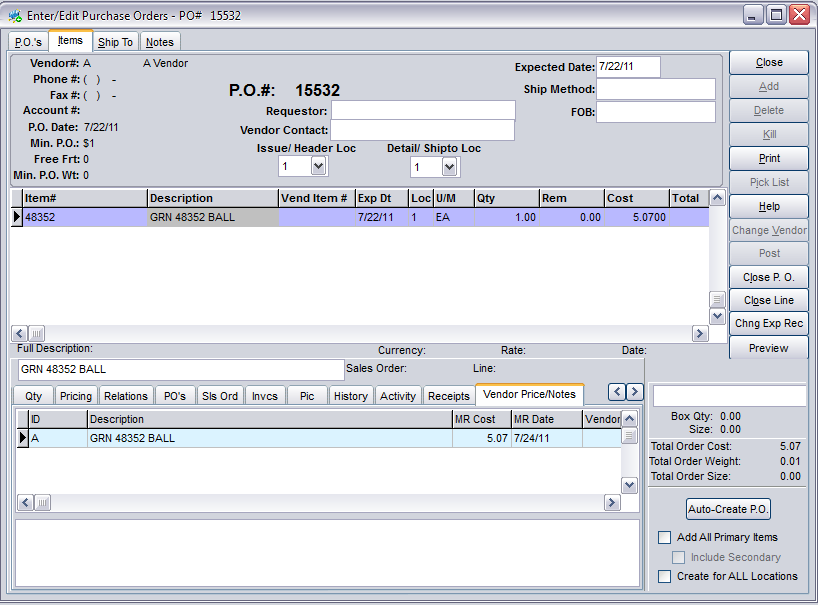 Enter/Edit Purchase Orders - PO# 15532
P.O.'s Items Ship To Notes
Vendor#: A A Vendor
Phone #: ( ) -
Fax #: ( ) -
Account #:
P.O. Date: 7/22/11
Min. P.O.: $1
Free Frt: 0
Min. P.O. Wt: 0
P.O.#: 15532
Requestor:
Vendor Contact:
Issue/ Header Loc Detail/ Shipto Loc
1 1
Expected Date: 7/22/11
Ship Method:
FOB:
Close
Add
Delete
Kill
Print
Pick List
Help
Change Vendor
Post
Close P. O.
Close Line
Chng Exp Rec
Preview
Item# Description Vend Item # Exp Dt Loc U/M Qty Rem Cost Total
48352 GRN 48352 BALL 7/22/11 1 EA 1.00 0.00 5.0700
Full Description: Currency: Rate: Date:
GRN 48352 BALL Sales Order: Line:
Qty Pricing Relations PO's Sls Ord Invcs Pic History Activity Receipts Vendor Price/Notes
ID Description MR Cost MR Date Vendor
A GRN 48352 BALL 5.07 7/24/11
Box Qty: 0.00
Size: 0.00
Total Order Cost: 5.07
Total Order Weight: 0.01
Total Order Size: 0.00
Auto-Create P.O.
Add All Primary Items
Include Secondary
Create for ALL Locations